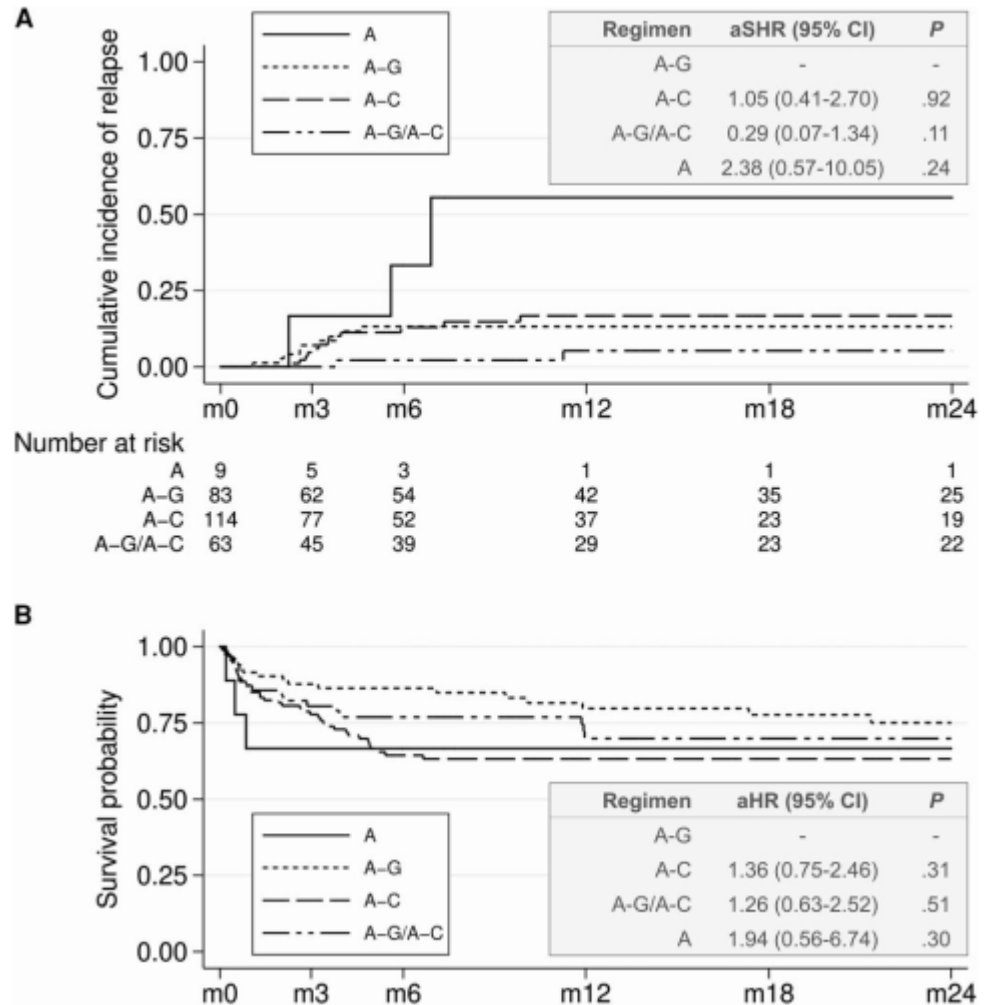 A
A
A–G
A–C
A–G/A–C
Regimen aSHR (95% CI) P
A-G - -
A-C 1.05 (0.41-2.70) .92
A-G/A-C 0.29 (0.07-1.34) .11
A 2.38 (0.57-10.05) .24
Cumulative incidence of relapse
1.00
0.75
0.50
0.25
0.00
m0 m3 m6 m12 m18 m24
Number at risk
A 9 5 3 1 1 1
A–G 83 62 54 42 35 25
A–C 114 77 52 37 23 19
A–G/A–C 63 45 39 29 23 22
B
Survival probability
1.00
0.75
0.50
0.25
0.00
A
A–G
A–C
A–G/A–C
Regimen aHR (95% CI) P
A-G - -
A-C 1.36 (0.75-2.46) .31
A-G/A-C 1.26 (0.63-2.52) .51
A 1.94 (0.56-6.74) .30
m0 m3 m6 m12 m18 m24